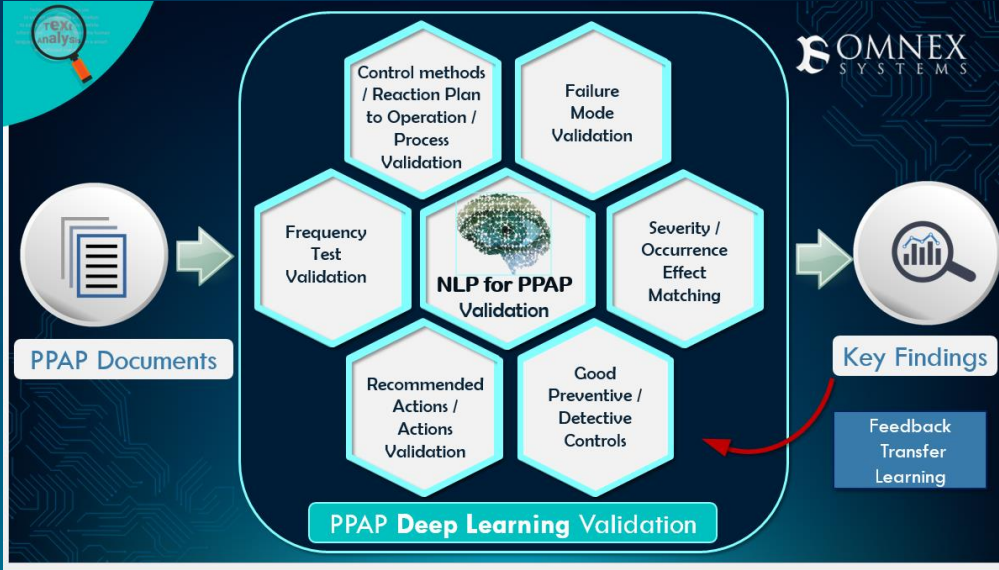 Text
Analysis
OMNEX
SYSTEMS
Control methods
/ Reaction Plan
to Operation /
Process
Validation
Failure
Mode
Validation
Frequency
Test
Validation
NLP for PPAP
Validation
Severity /
Occurrence
Effect
Matching
PPAP Documents
Key Findings
Recommended
Actions /
Actions
Validation
Good
Preventive /
Detective
Controls
Feedback
Transfer
Learning
PPAP Deep Learning Validation